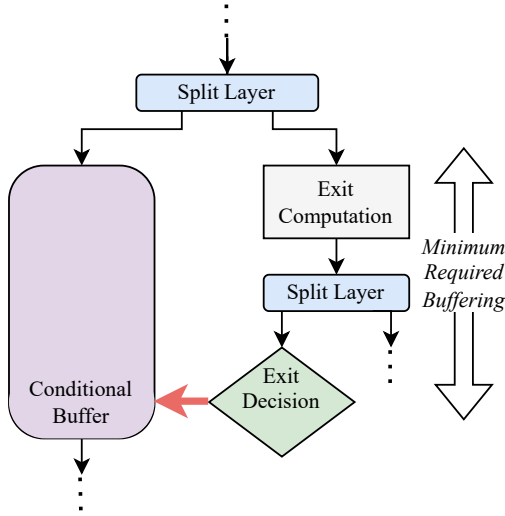 Split Layer
Exit
Computation
Minimum
Required
Buffering
Split Layer
Exit
Decision
Conditional
Buffer